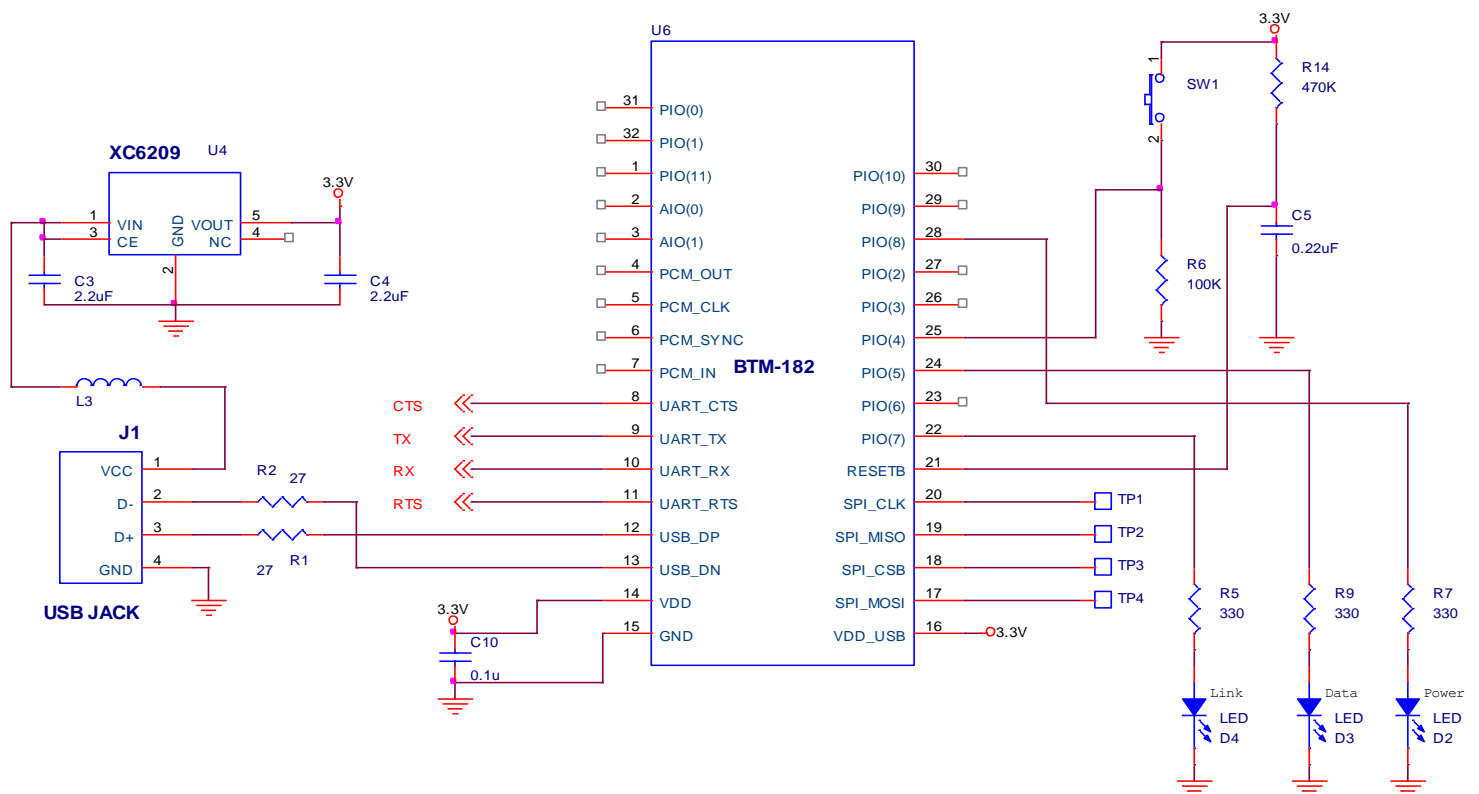 XC6209
U4
3.3V
1
VIN
VOUT
5
3
CE
GND
NC
4
2
C3
2.2uF
C4
2.2uF
L3
J1
VCC
1
D-
2
D+
3
GND
4
USB JACK
R2
27
R1
27
CTS
TX
RX
RTS
3.3V
C10
0.1u
U6
BTM-182
31
PIO(0)
32
PIO(1)
1
PIO(11)
2
AIO(0)
3
AIO(1)
4
PCM_OUT
5
PCM_CLK
6
PCM_SYNC
7
PCM_IN
8
UART_CTS
9
UART_TX
10
UART_RX
11
UART_RTS
12
USB_DP
13
USB_DN
14
VDD
15
GND
PIO(10)
30
PIO(9)
29
PIO(8)
28
PIO(2)
27
PIO(3)
26
PIO(4)
25
PIO(5)
24
PIO(6)
23
PIO(7)
22
RESETB
21
SPI_CLK
20
SPI_MISO
19
SPI_CSB
18
SPI_MOSI
17
VDD_USB
16
TP1
TP2
TP3
TP4
3.3V
3.3V
1
SW1
2
R14
470K
C5
0.22uF
R6
100K
R5
330
R9
330
R7
330
Link
LED
D4
Data
LED
D3
Power
LED
D2